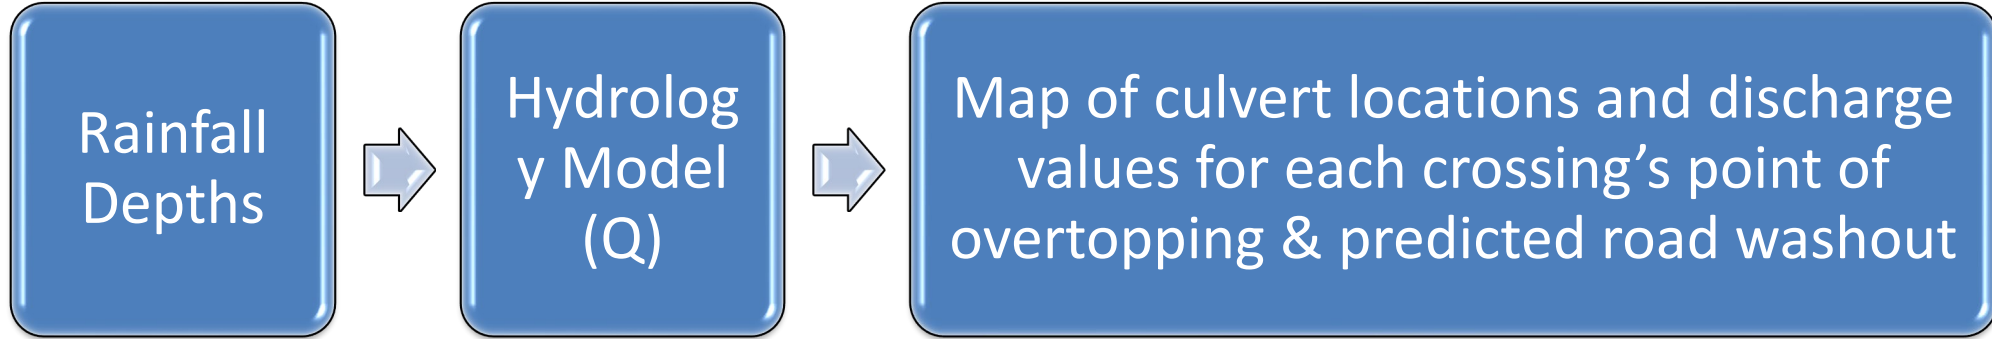 Rainfall
Depths
Hydrolog
y Model
(Q)
Map of culvert locations and discharge
values for each crossing’s point of
overtopping & predicted road washout